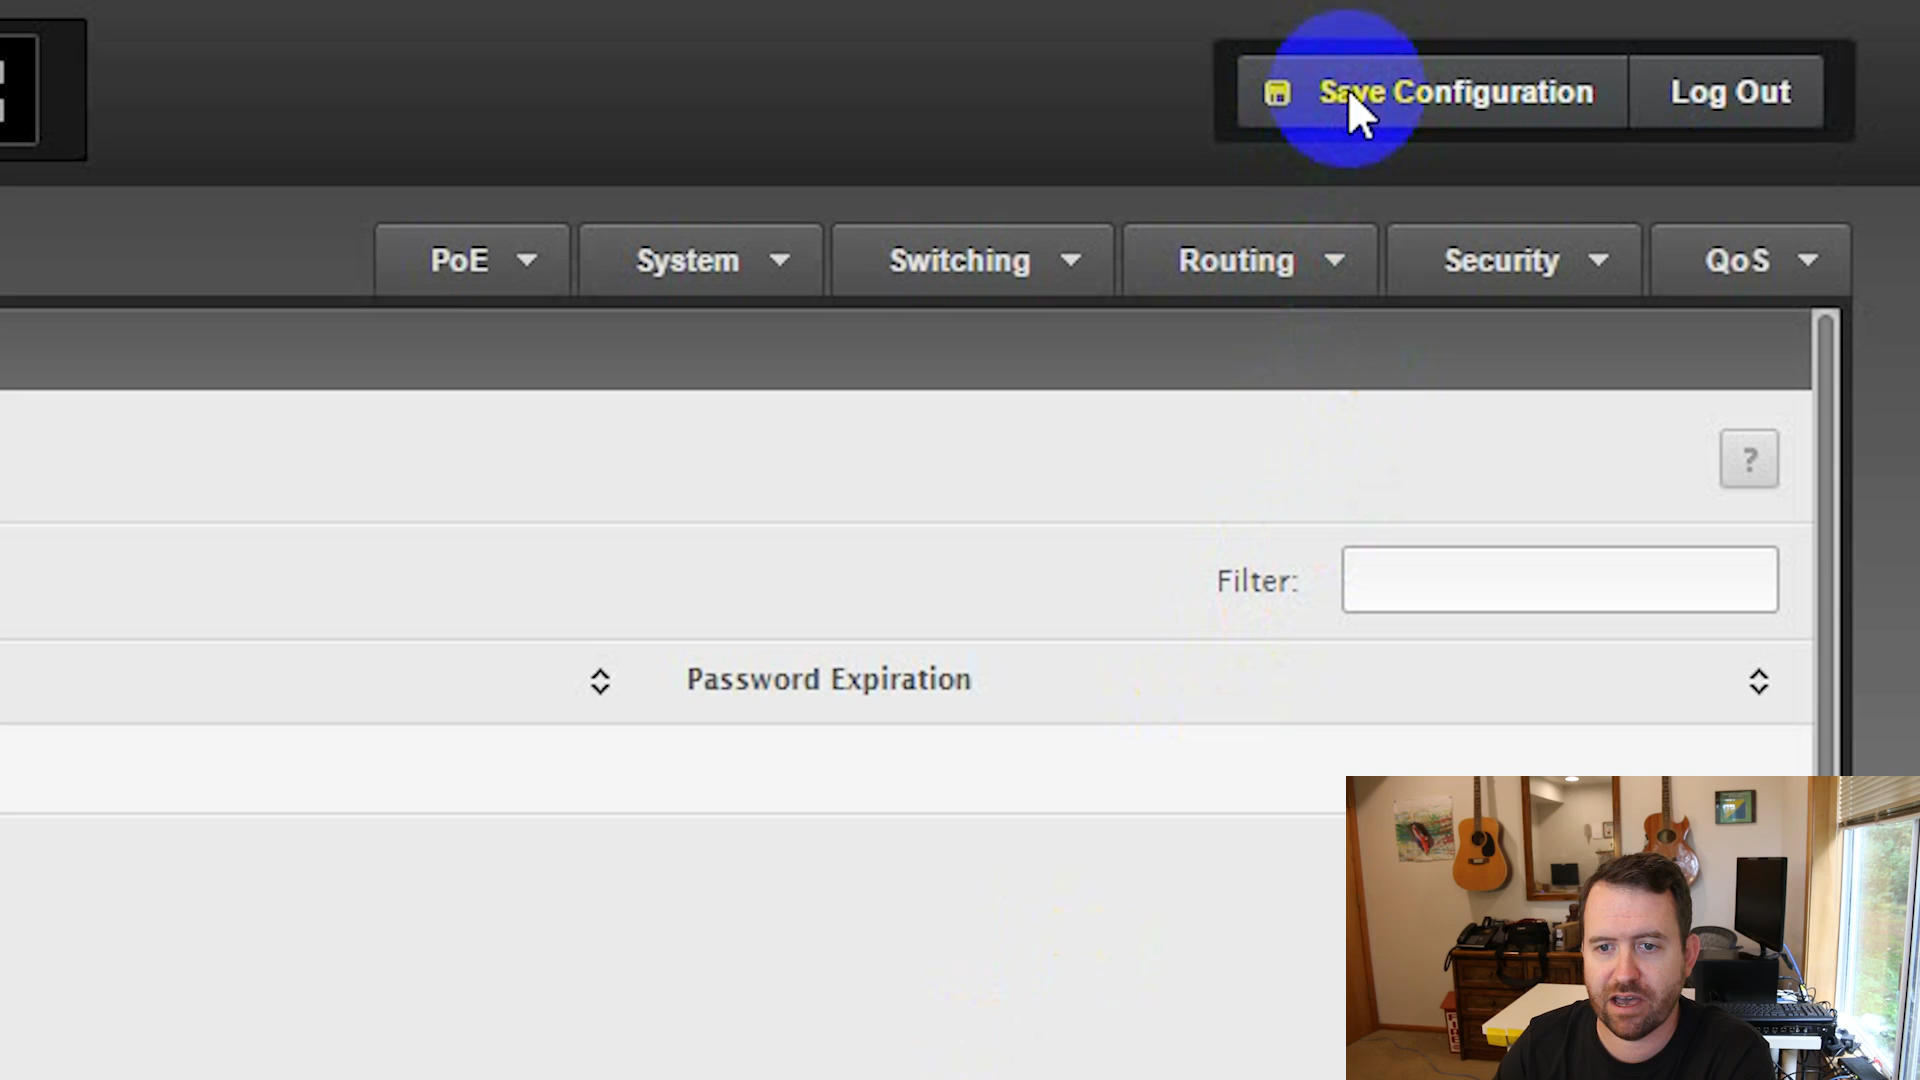 Save Configuration Log Out
PoE System Switching Routing Security QoS
?
Filter:
Password Expiration